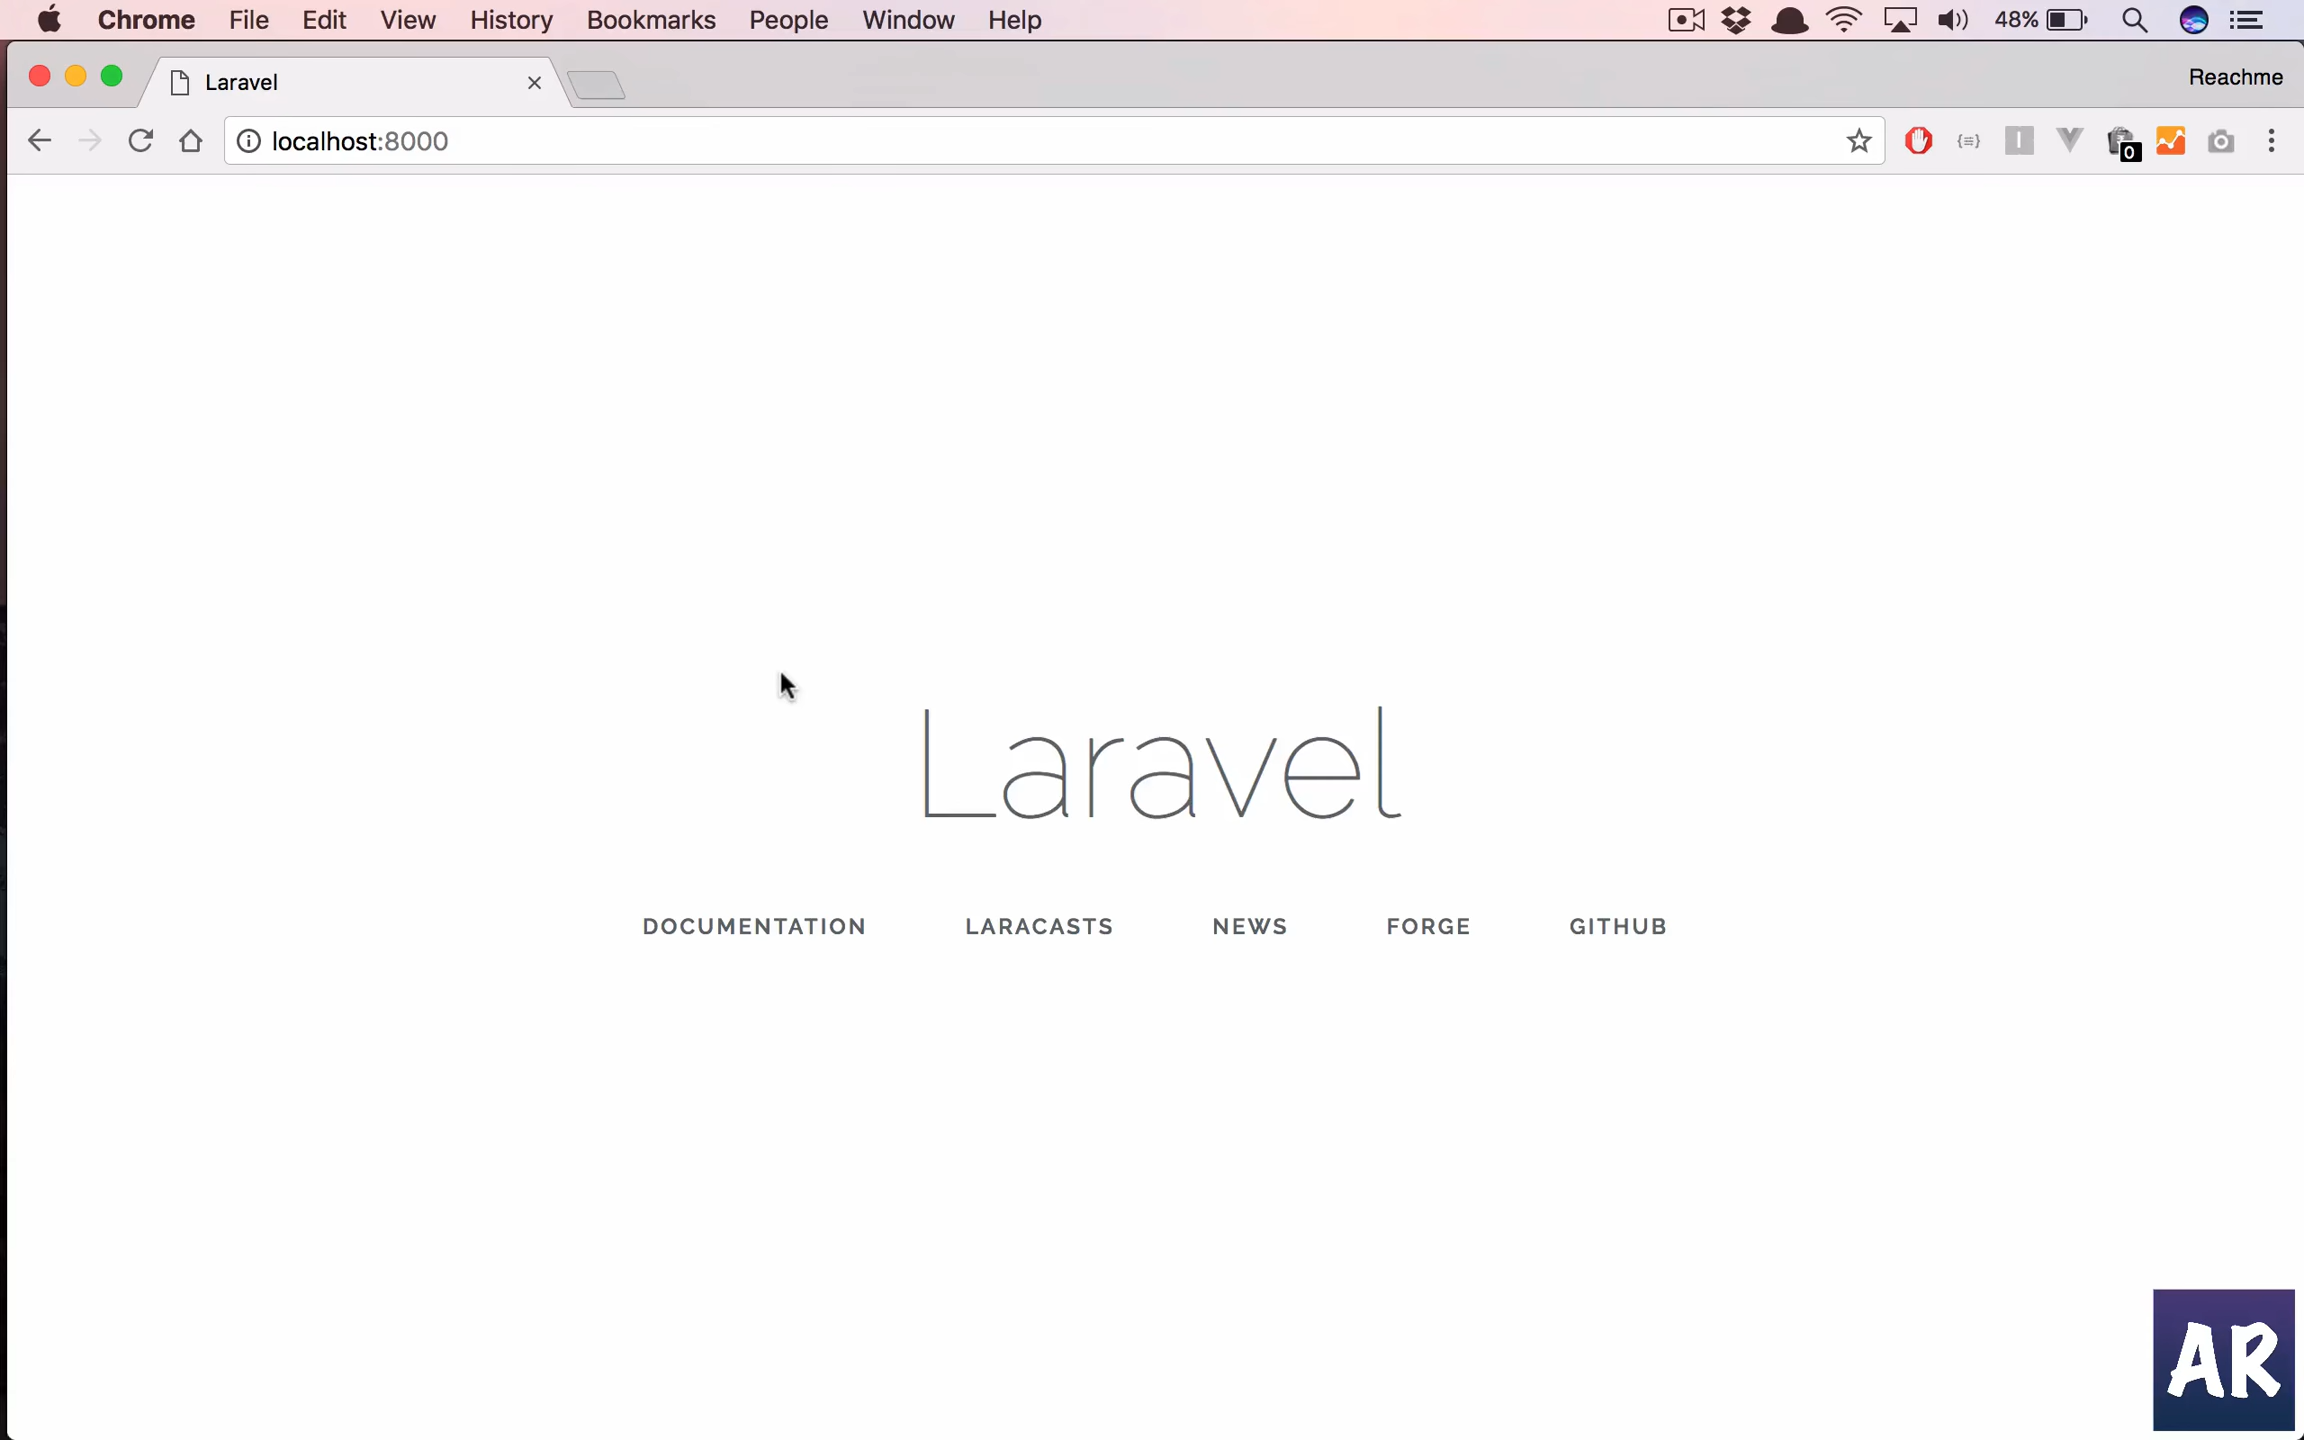 Chrome File Edit View History Bookmarks People Window Help 48%
Laravel Reachme
localhost:8000 0
Laravel
DOCUMENTATION LARACASTS NEWS FORGE GITHUB
AR